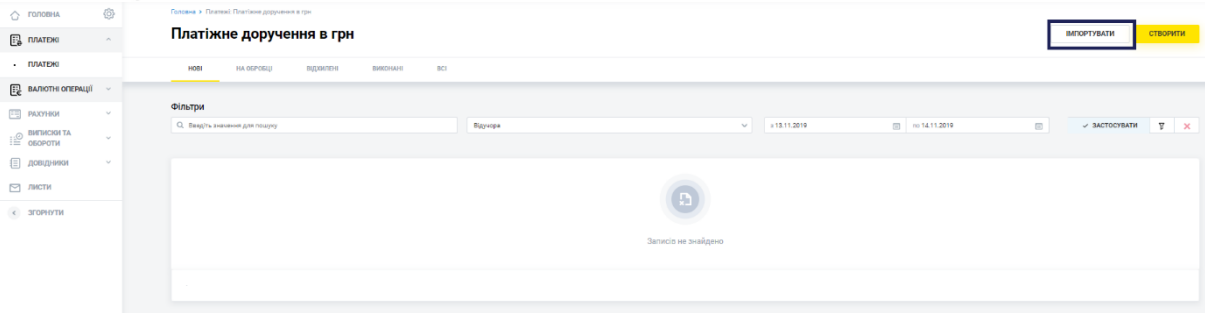 ГОЛОВНА
ПЛАТЕЖІ
ПЛАТЕЖІ
ВАЛЮТНІ ОПЕРАЦІЇ
РАХУНКИ
ВИПИСКИ ТА
ОБОРОТИ
ДОВІДНИКИ
ЛИСТИ
ЗГОРНУТИ
Головна > Платежі: Платіжне доручення в грн
Платіжне доручення в грн
ІМПОРТУВАТИ
СТВОРИТИ
НОВІ НА ОБРОБЦІ ВІДХИЛЕНІ ВИКОНАНІ ВСІ
Фільтри
Введіть значення для пошуку
Відучора
з 13.11.2019
по 14.11.2019
ЗАСТОСУВАТИ
Записів не знайдено